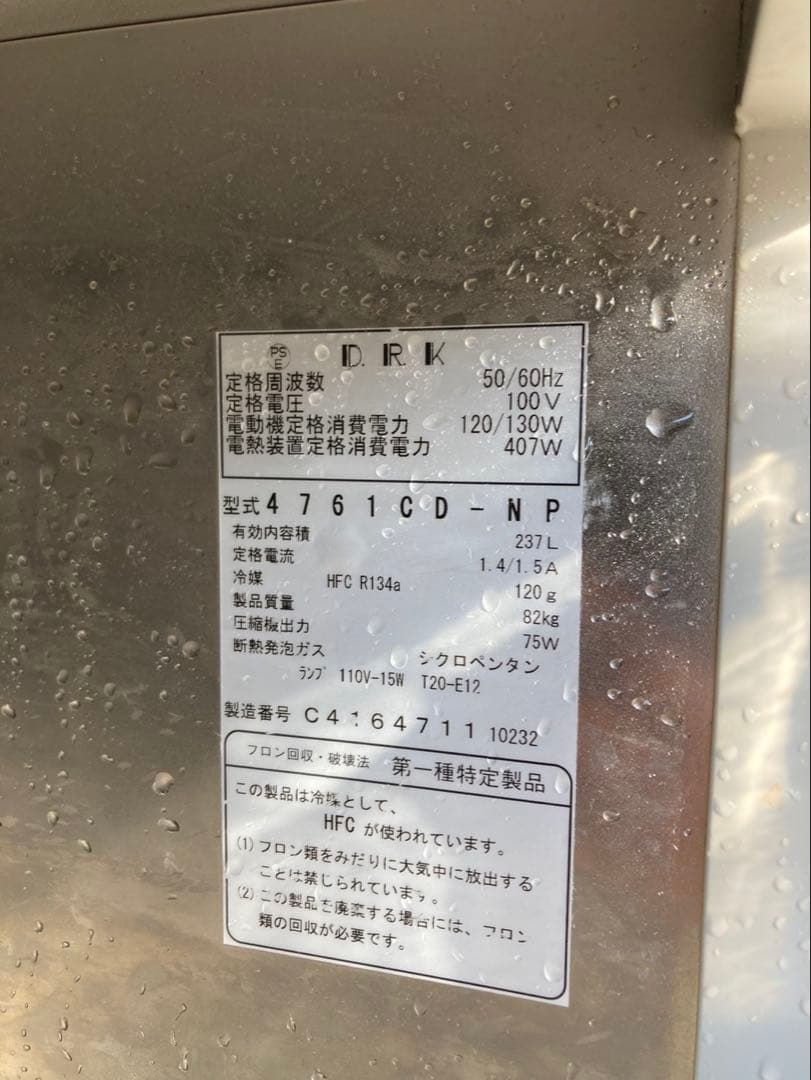 PS E D.R.K
定格周波数 50/60Hz
定格電圧 100V
電動機定格消費電力 120/130W
電熱装置定格消費電力 407W
型式 4761CD-NP
有効内容積 237L
定格電流 1.4/1.5A
冷媒 HFC R134a 120g
製品質量 82kg
圧縮機出力 75W
断熱発泡ガス シクロペンタン
ランプ 110V-15W T20-E12
製造番号 C4164711 10232
フロン回収・破壊法 第一種特定製品
この製品は冷媒として、
HFC が使われています。
(1) フロン類をみだりに大気中に放出する
ことは禁じられています。
(2) この製品を廃棄する場合には、フロン
類の回収が必要です。